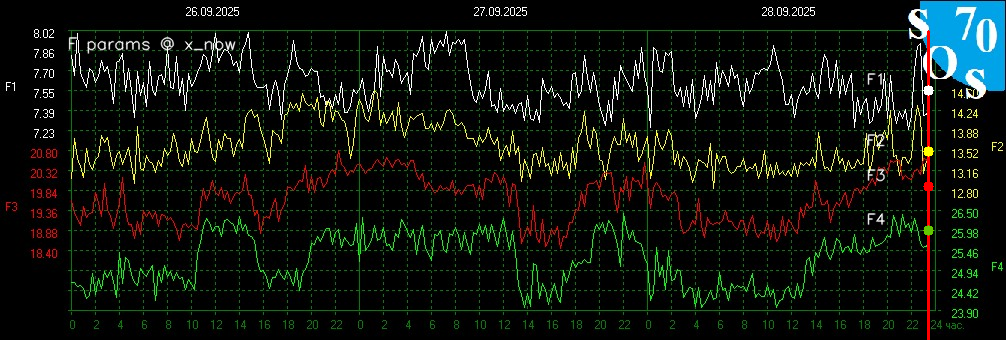 26.09.2025 27.09.2025 28.09.2025
F params @ x_now
S 70
O
S
F1
8.02
7.86
7.70
7.55
7.39
7.23
20.80
20.32
19.84
19.36
18.88
18.40
F3
F1
F2
F3
F4
14.24
13.88
13.52
13.16
12.80
26.50
25.98
25.46
24.94
24.42
23.90
F2
F4
0 2 4 6 8 10 12 14 16 18 20 22 0 2 4 6 8 10 12 14 16 18 20 22 0 2 4 6 8 10 12 14 16 18 20 22 24 час.